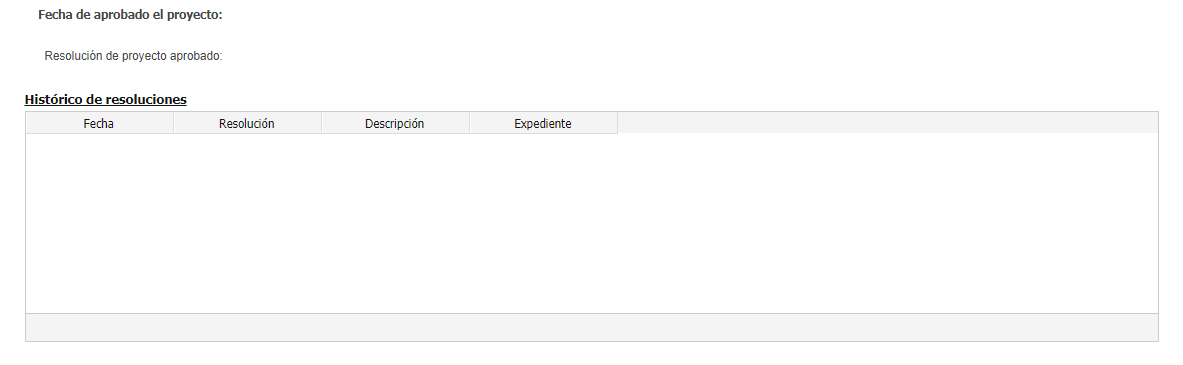 Fecha de aprobado el proyecto:
Resolución de proyecto aprobado:
Histórico de resoluciones
Fecha Resolución Descripción Expediente